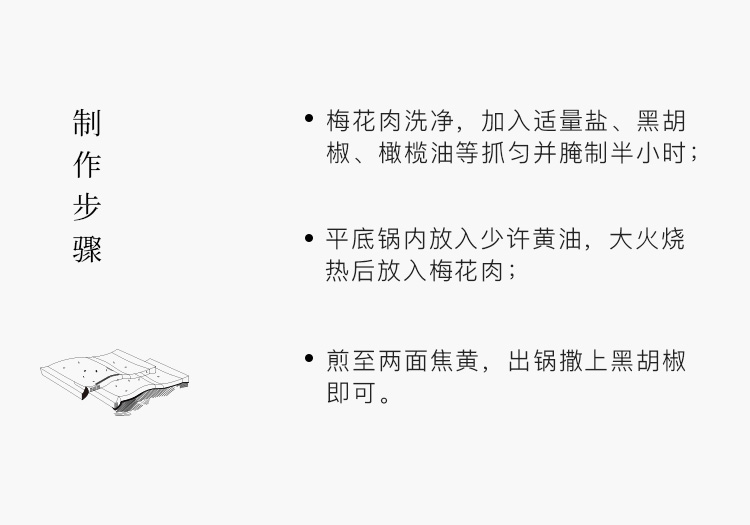 制作步骤
梅花肉洗净，加入适量盐、黑胡
椒、橄榄油等抓匀并腌制半小时；
平底锅内放入少许黄油，大火烧
热后放入梅花肉；
煎至两面焦黄，出锅撒上黑胡椒
即可。